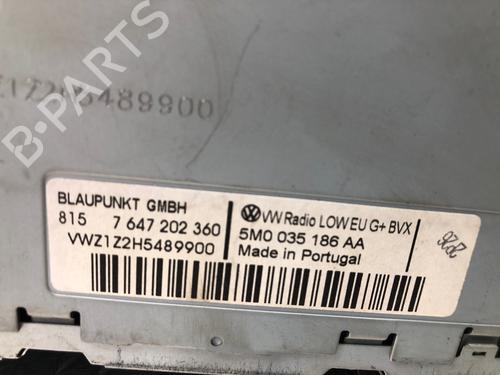 Z1Z2H5489900
BLAUPUNKT GMBH
815 7 647 202 360
VWZ1Z2H5489900
VW Radio LOW EU G+ BVX
5M0 035 186 AA
Made in Portugal
B-PARTS